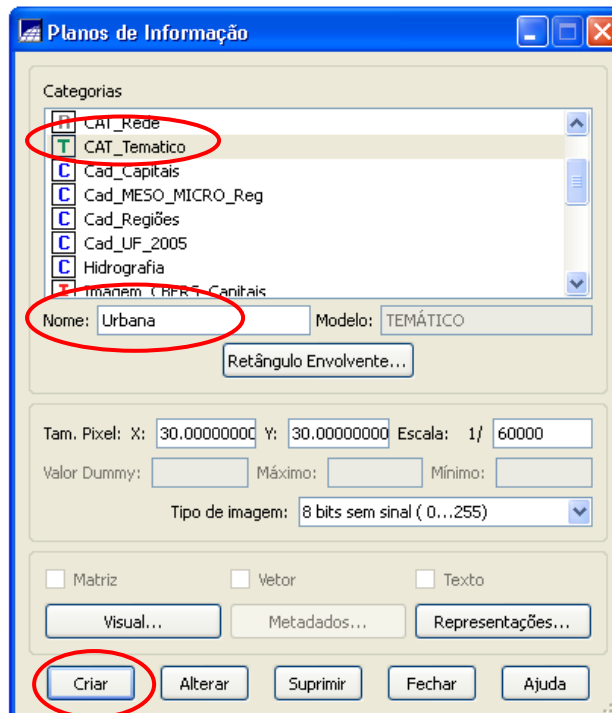 Planos de Informação
Categorias
CAT_Rede
T CAT_Tematico
C Cad_Capitais
C Cad_MESO_MICRO_Reg
C Cad_Regiões
C Cad_UF_2005
C Hidrografia
I Imagem_CBERS_Capitais
Nome: Urbana Modelo: TEMÁTICO
Retângulo Envolvente...
Tam. Pixel: X: 30.00000000 Y: 30.00000000 Escala: 1/ 60000
Valor Dummy: Máximo: Mínimo:
Tipo de imagem: 8 bits sem sinal ( 0...255)
Matriz Vetor Texto
Visual... Metadados... Representações...
Criar Alterar Suprimir Fechar Ajuda